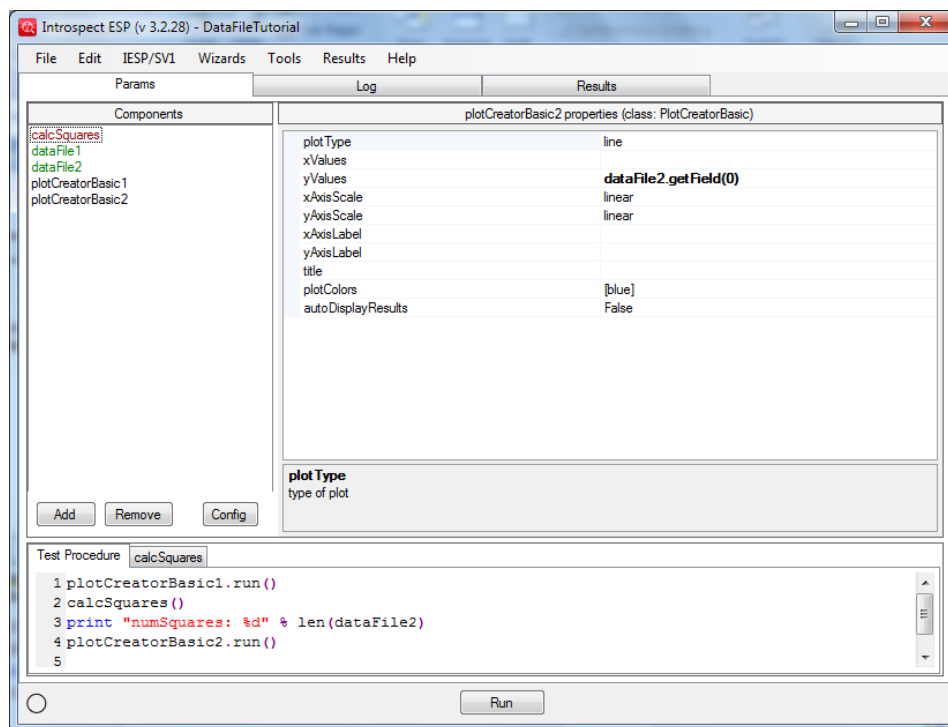 Introspect ESP (v 3.2.28) - DataFileTutorial
File Edit IESP/SV1 Wizards Tools Results Help
Params Log Results
Components
calcSquares
dataFile1
dataFile2
plotCreatorBasic1
plotCreatorBasic2
Add Remove Config
plotCreatorBasic2 properties (class: PlotCreatorBasic)
plotType line
xValues
yValues dataFile2.getField(0)
xAxisScale linear
yAxisScale linear
xAxisLabel
yAxisLabel
title
plotColors [blue]
autoDisplayResults False
plotType
type of plot
Test Procedure calcSquares
1 plotCreatorBasic1.run()
2 calcSquares()
3 print "numSquares: %d" % len(dataFile2)
4 plotCreatorBasic2.run()
5
Run